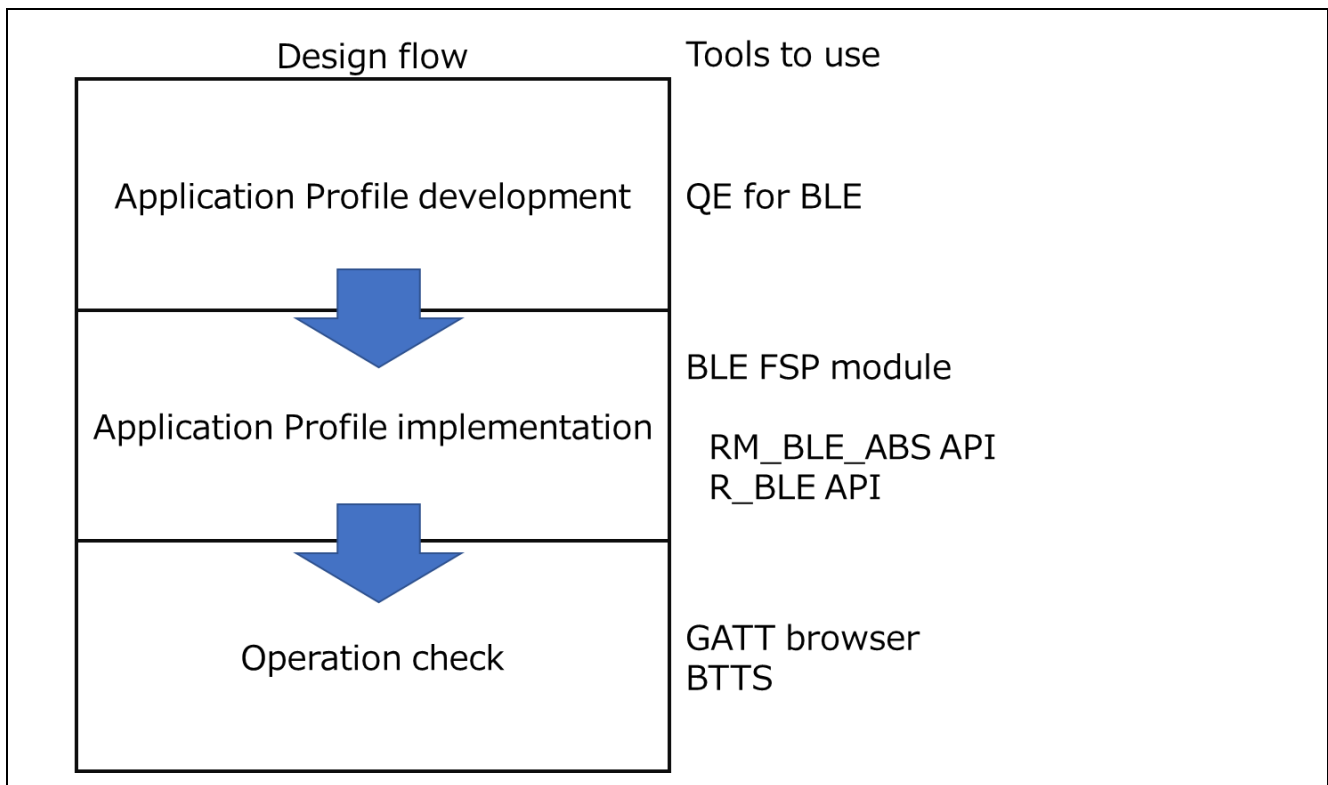 Design flow
Tools to use
Application Profile development
QE for BLE
Application Profile implementation
BLE FSP module
RM_BLE_ABS API
R_BLE API
Operation check
GATT browser
BTTS